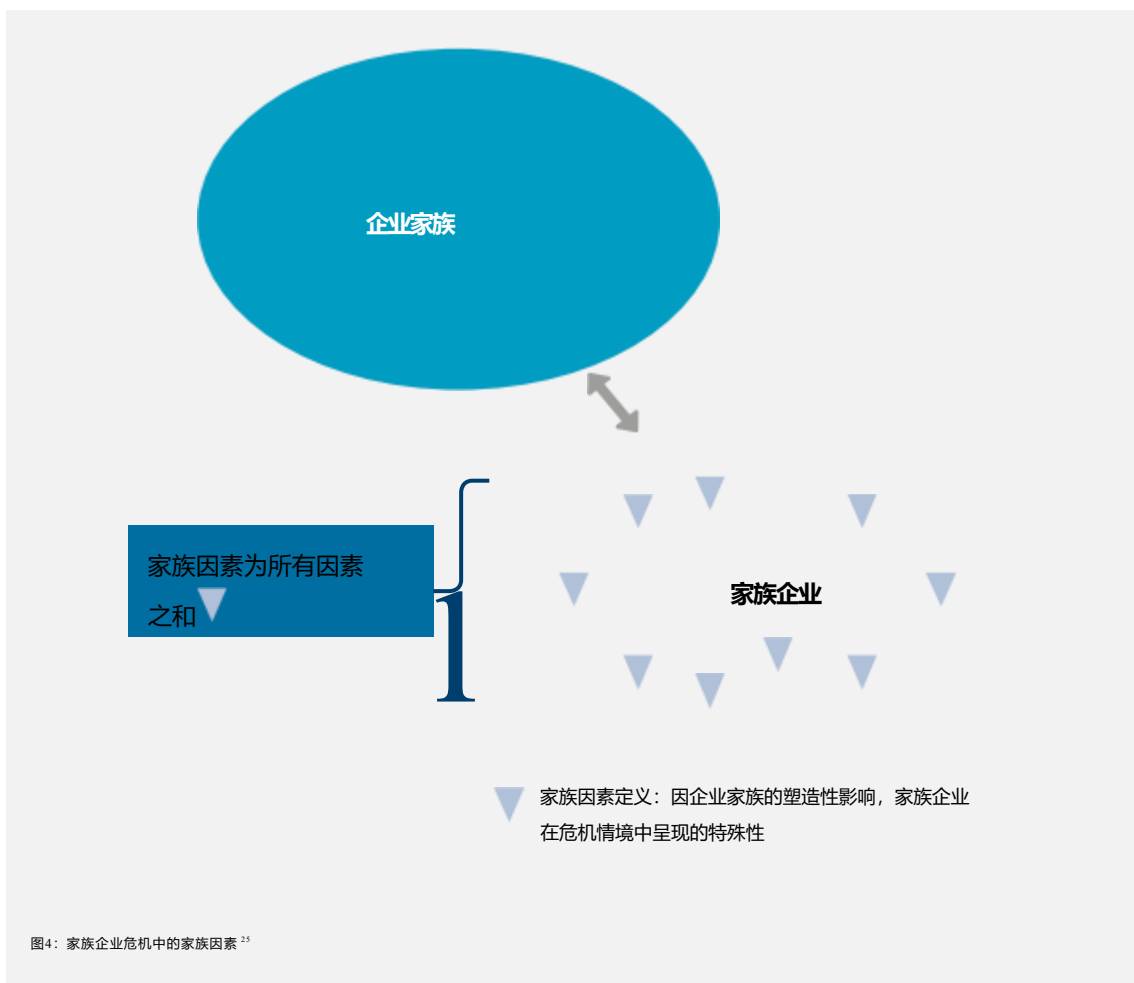 企业家族
家族因素为所有因素
之和
家族企业
家族因素定义：因企业家族的塑造性影响，家族企业
在危机情境中呈现的特殊性
图4：家族企业危机中的家族因素 25